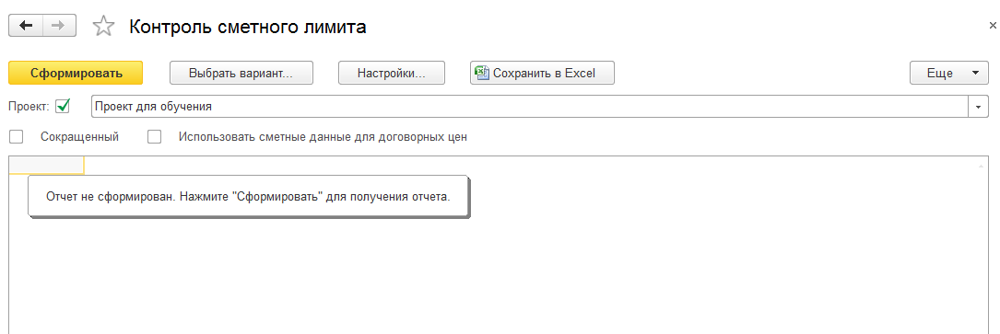 Контроль сметного лимита
Сформировать Выбрать вариант... Настройки... Сохранить в Excel Еще
Проект: Проект для обучения
Сокращенный Использовать сметные данные для договорных цен
Отчет не сформирован. Нажмите "Сформировать" для получения отчета.